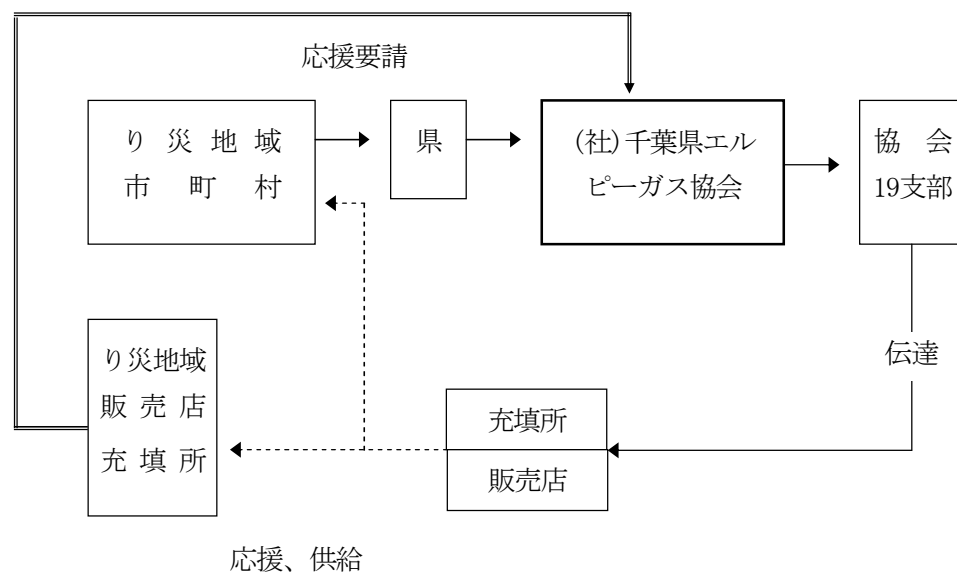 応援要請
り災地域
市町村
県
(社)千葉県エル
ピーガス協会
協会
19支部
伝達
り災地域
販売店
充填所
充填所
販売店
応援、供給